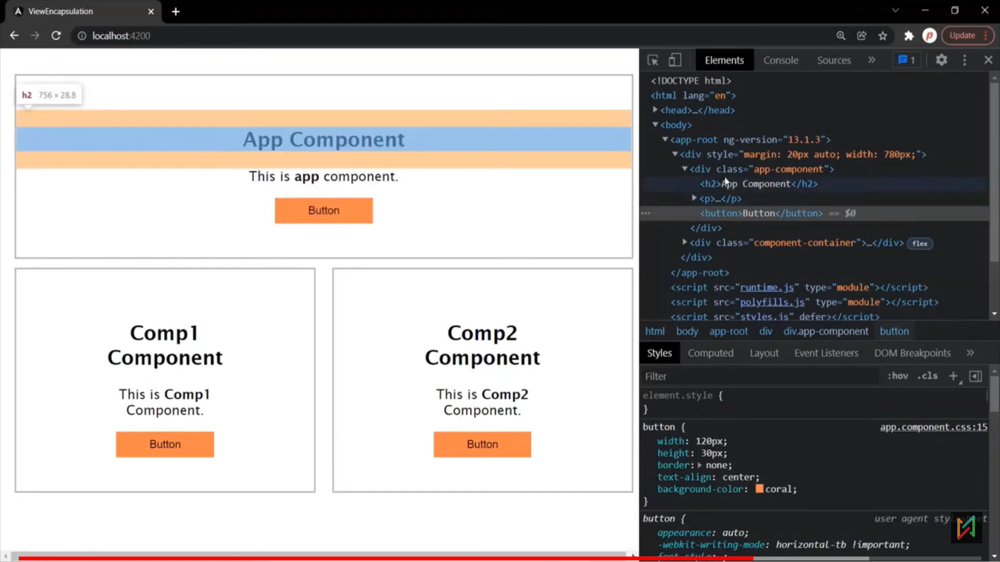 ViewEncapsulation
localhost:4200
Update
h2 756 × 28.8
App Component
This is app component.
Button
Comp1
Component
This is Comp1
Component.
Button
Comp2
Component
This is Comp2
Component.
Button
Elements Console Sources » 1
<!DOCTYPE html>
<html lang="en">
<head>…</head>
<body>
<app-root ng-version="13.1.3">
<div style="margin: 20px auto; width: 780px;">
<div class="app-component">
<h2>App Component</h2>
<p>…</p>
<button>Button</button> == $0
</div>
<div class="component-container">…</div> flex
</div>
</app-root>
<script src="runtime.js" type="module"></script>
<script src="polyfills.js" type="module"></script>
<script src="styles.js" defer></script>
html body app-root div div.app-component button
Styles Computed Layout Event Listeners DOM Breakpoints »
Filter :hov .cls +
element.style {
}
button { app.component.css:15
width: 120px;
height: 30px;
border: none;
text-align: center;
background-color: coral;
}
button { user agent stylesheet
appearance: auto;
-webkit-writing-mode: horizontal-tb !important;